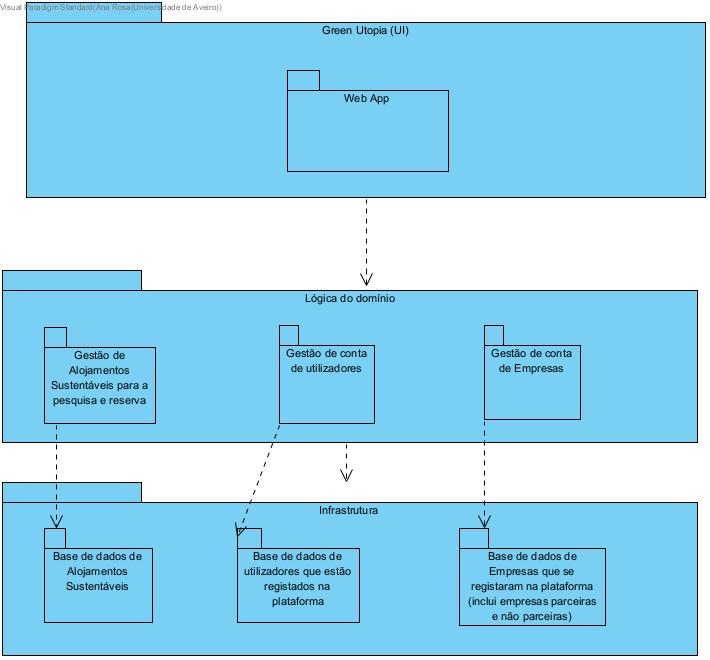 Visual Paradigm Standard(Ana Rosa(Universidade de Aveiro))
Green Utopia (UI)
Web App
Lógica do domínio
Gestão de
Alojamentos
Sustentáveis para a
pesquisa e reserva
Gestão de conta
de utilizadores
Gestão de conta
de Empresas
Infrastrutura
Base de dados de
Alojamentos
Sustentáveis
Base de dados de
utilizadores que estão
registados na
plataforma
Base de dados de
Empresas que se
registaram na plataforma
(inclui empresas parceiras
e não parceiras)